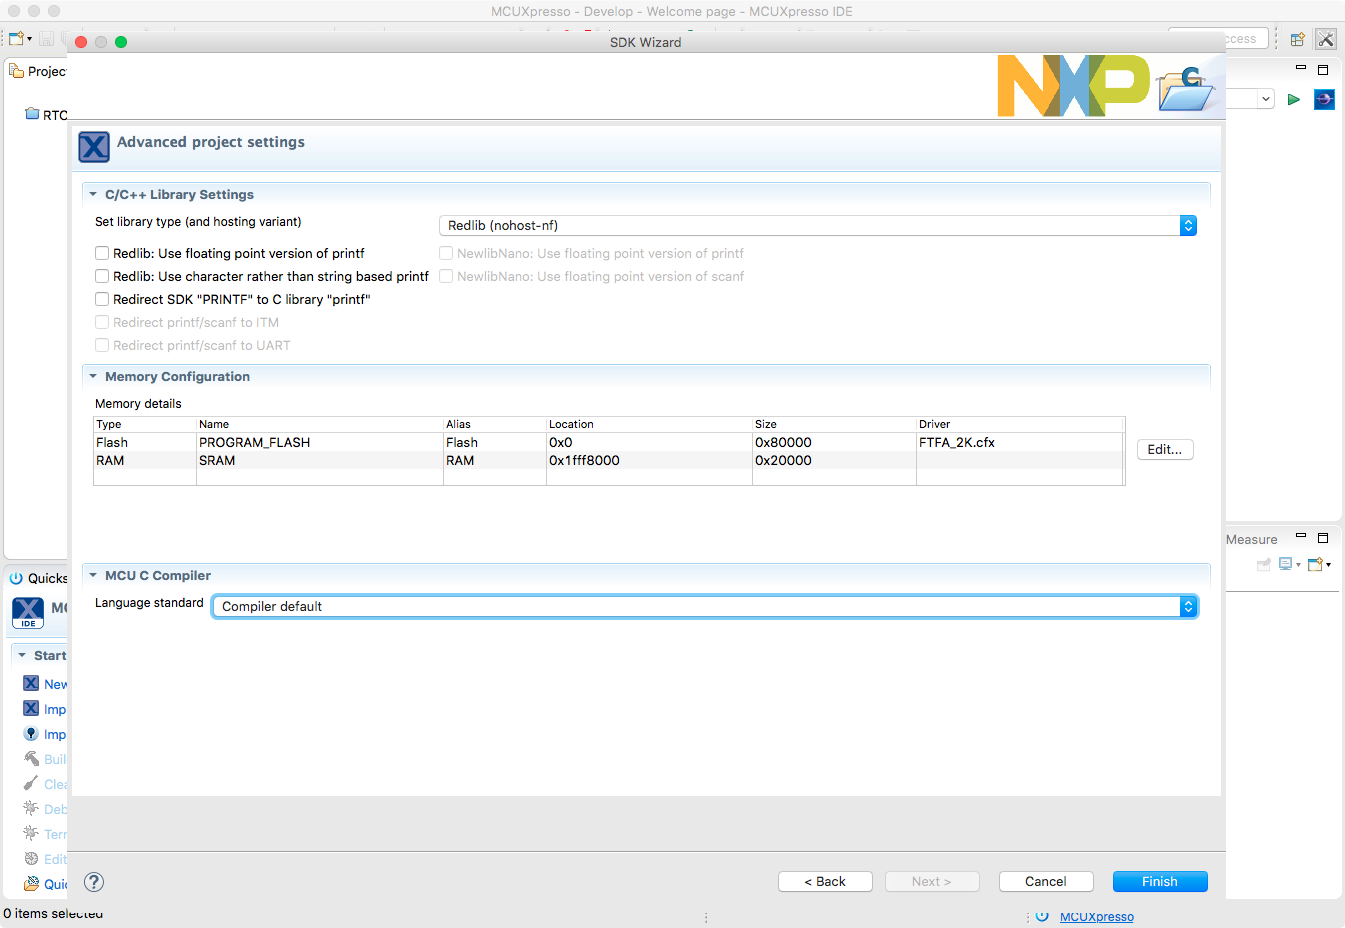 MCUXpresso - Develop - Welcome page - MCUXpresso IDE
SDK Wizard
NXP
C
Advanced project settings
C/C++ Library Settings
Set library type (and hosting variant)
Redlib (nohost-nf)
Redlib: Use floating point version of printf
NewlibNano: Use floating point version of printf
Redlib: Use character rather than string based printf
NewlibNano: Use floating point version of scanf
Redirect SDK "PRINTF" to C library "printf"
Redirect printf/scanf to ITM
Redirect printf/scanf to UART
Memory Configuration
Memory details
Type Name Alias Location Size Driver
Flash PROGRAM_FLASH Flash 0x0 0x80000 FTFA_2K.cfx
RAM SRAM RAM 0x1fff8000 0x20000
Edit...
MCU C Compiler
Language standard
Compiler default
< Back
Next >
Cancel
Finish
?
Projec
RTC
Quicks
IDE
MC
Start
New
Imp
Imp
Buil
Clea
Deb
Terr
Edit
Quic
cess
Measure
0 items selected
MCUXpresso